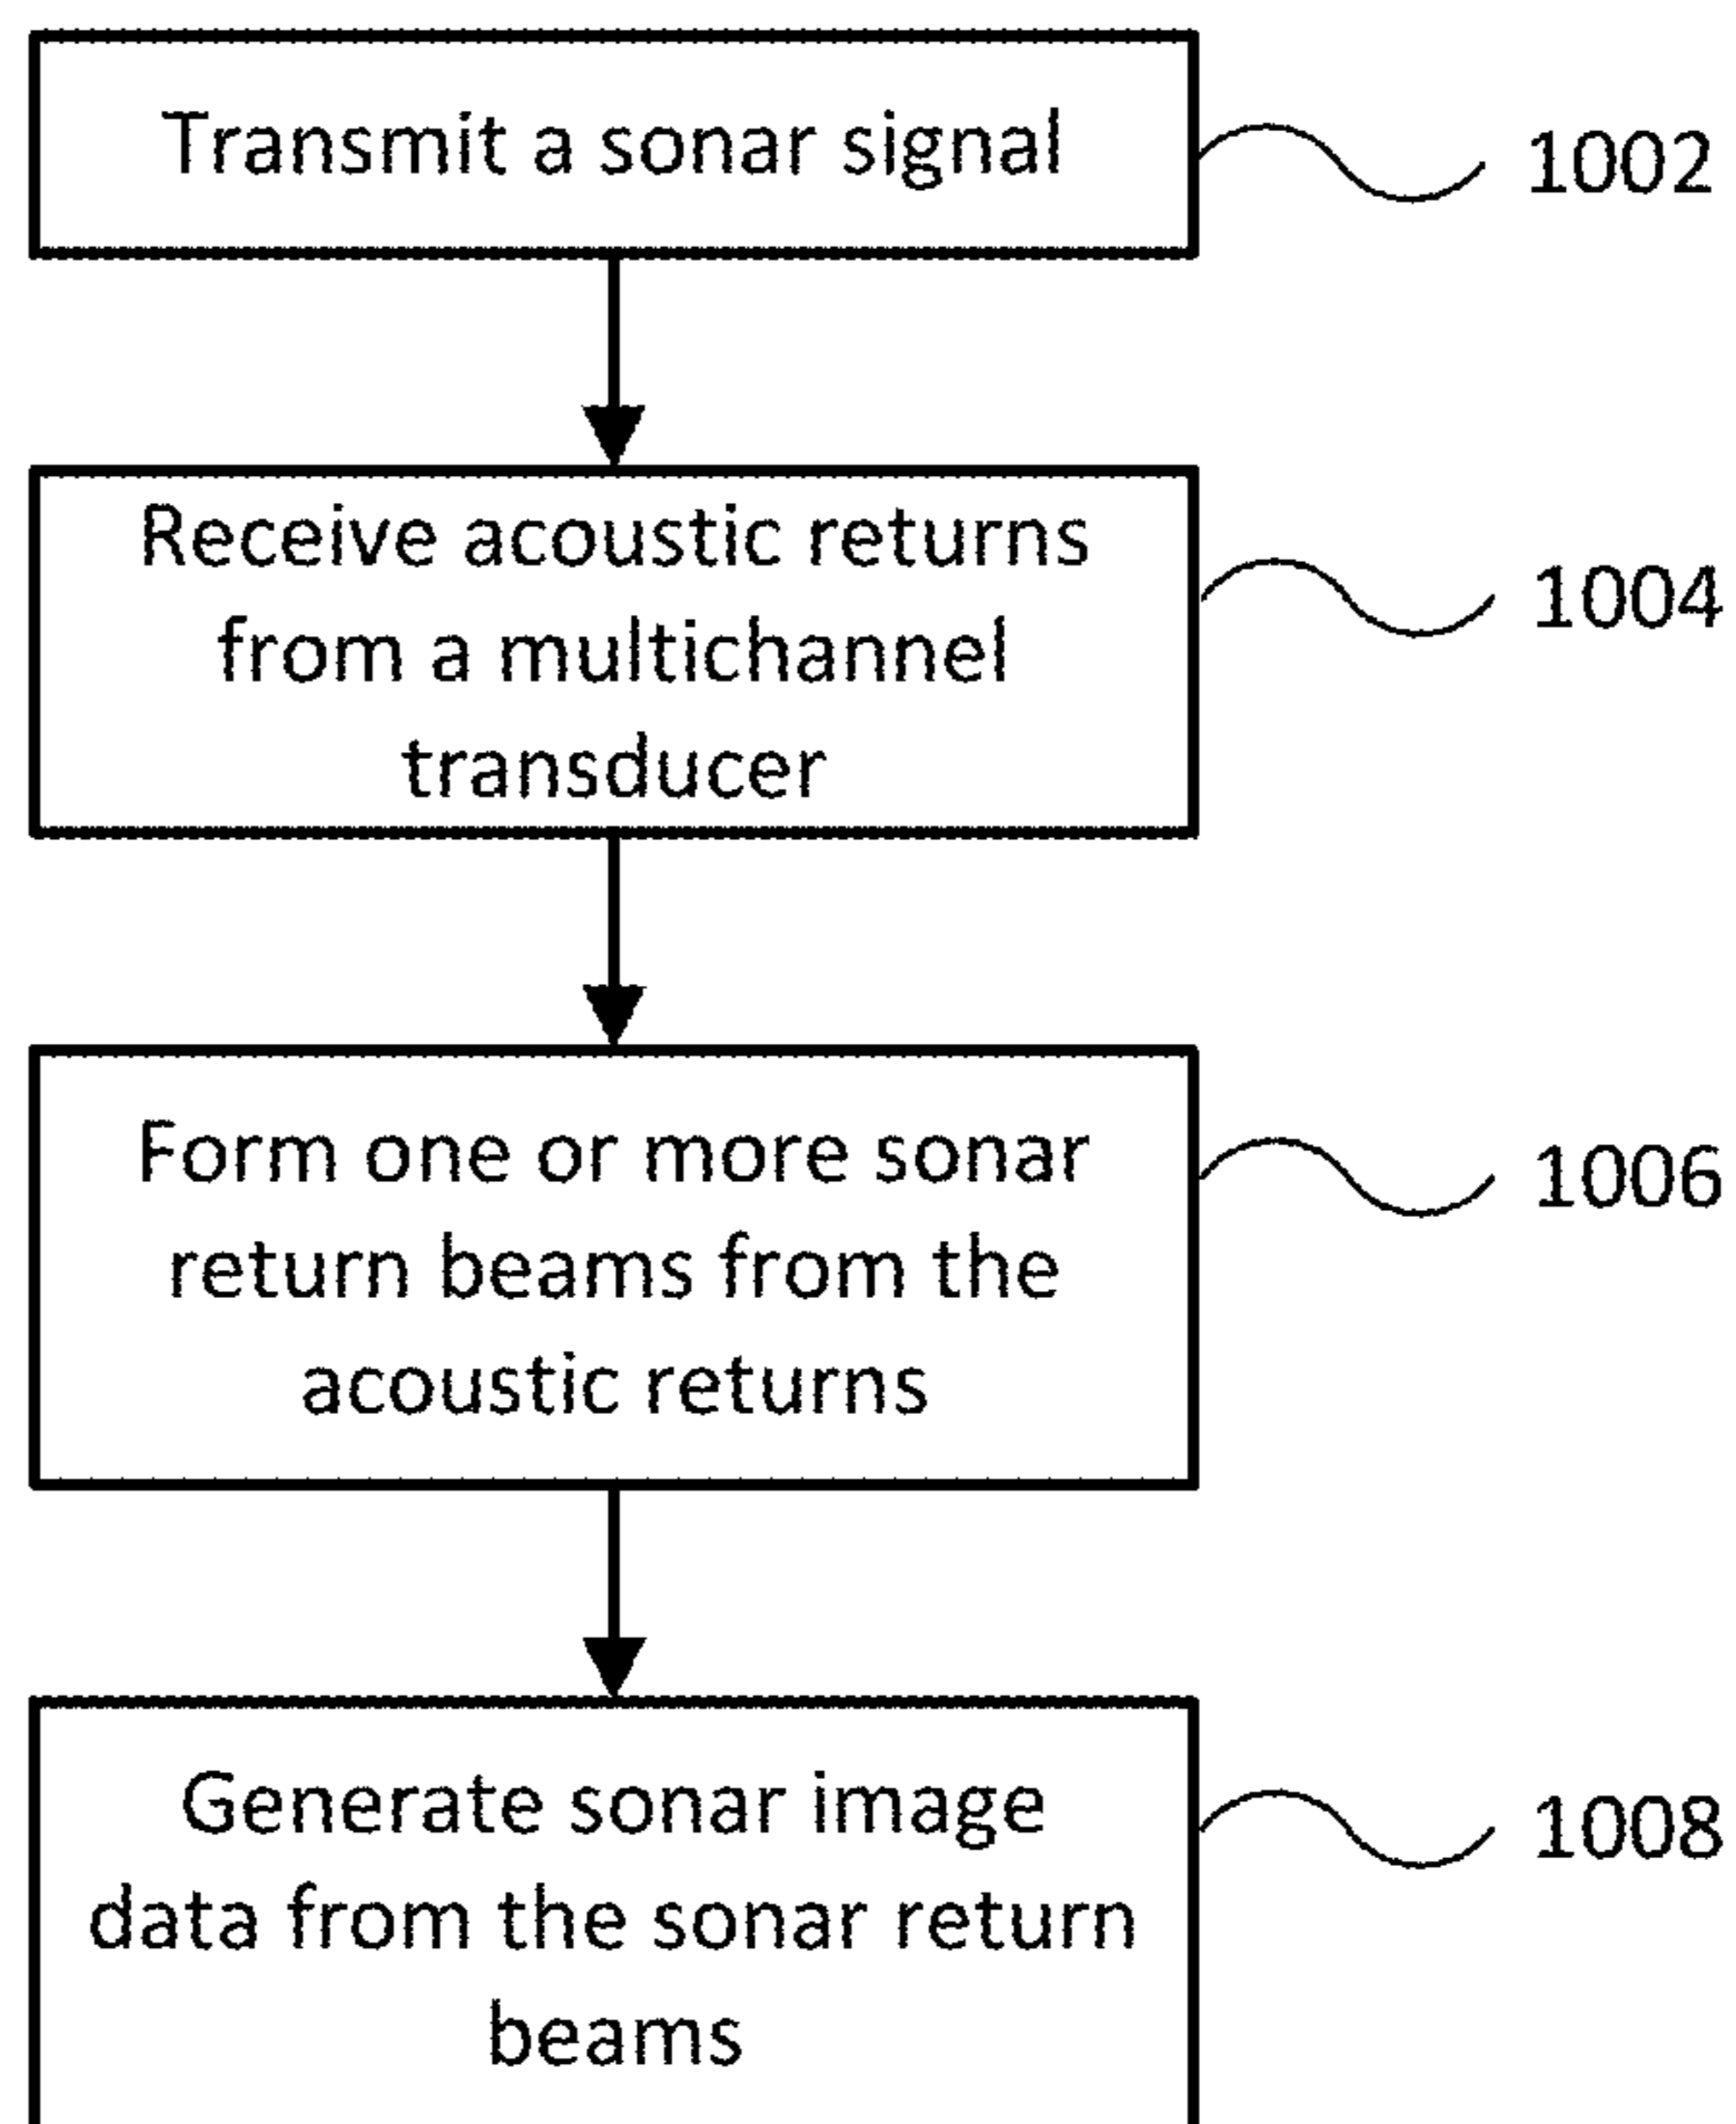 Transmit a sonar signal
1002
Receive acoustic returns
from a multichannel
transducer
1004
Form one or more sonar
return beams from the
acoustic returns
1006
Generate sonar image
data from the sonar return
beams
1008